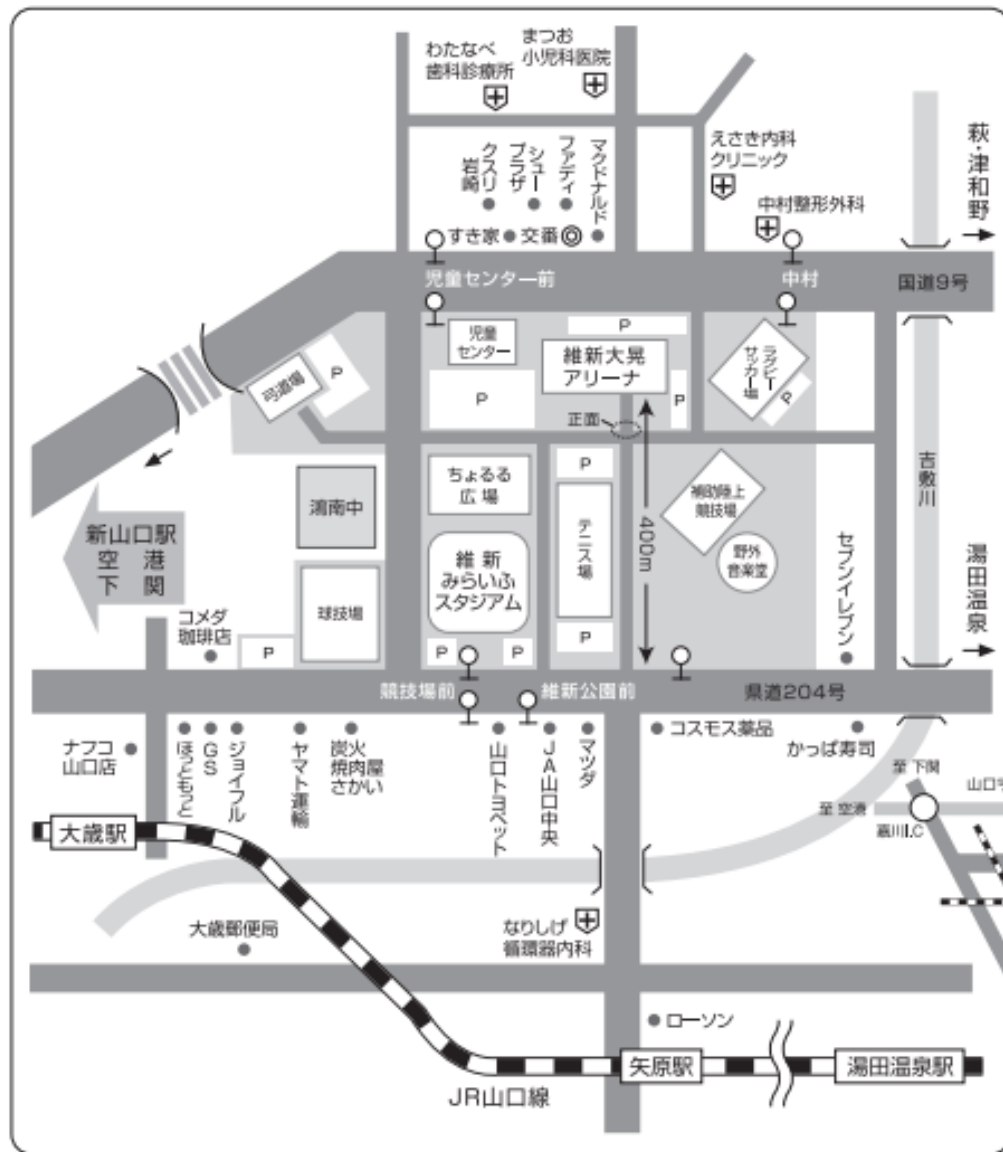 わたなべ
歯科診療所
まつお
小児科医院
えさき内科
クリニック
中村整形外科
萩・津和野
クスリ
岩崎
シュー
プラザ
ファディ
マクドナルド
すき家
交番
児童センター前
中村
国道9号
児童
センター
P
維新大晃
アリーナ
P
P
正面
ラグビー
サッカー場
P
弓道場
P
吉敷川
新山口駅
空港
下関
鴻南中
ちょるる
広場
P
テニス場
P
400m
補助陸上
競技場
野外
音楽堂
維新
みらいふ
スタジアム
P
P
球技場
P
コメダ
珈琲店
セブンイレブン
湯田温泉
競技場前
維新公園前
県道204号
ナフコ
山口店
ほっともっと
GS
ジョイフル
ヤマト運輸
炭火
焼肉屋
さかい
山口トヨペット
JA山口中央
マツダ
コスモス薬品
かっぱ寿司
至 下関
至 空港
嘉川I.C
大歳駅
大歳郵便局
なりしげ
循環器内科
ローソン
矢原駅
湯田温泉駅
JR山口線